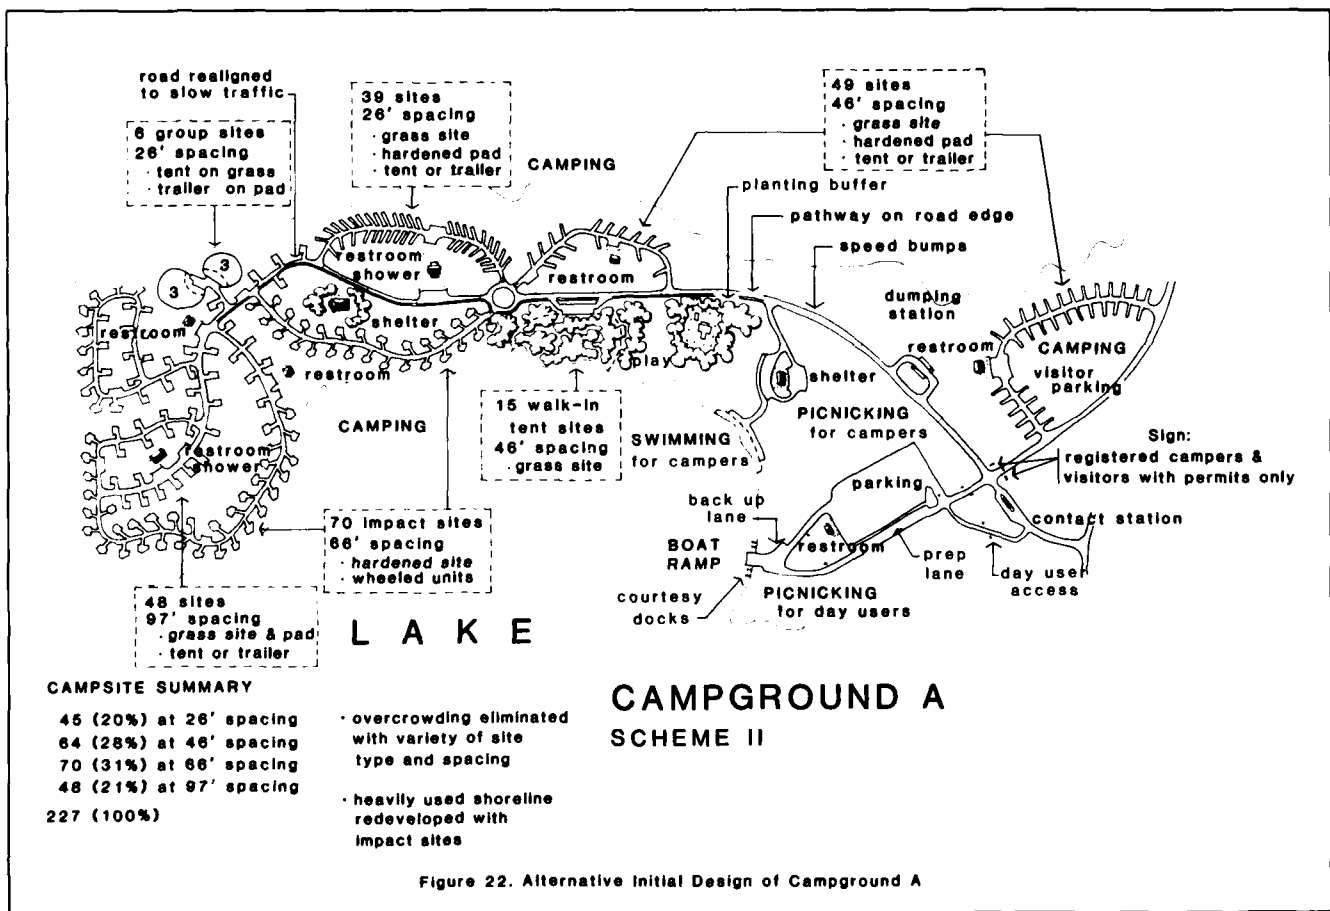 road realigned
to slow traffic
6 group sites
26' spacing
· tent on grass
· trailer on pad
39 sites
26' spacing
· grass site
· hardened pad
· tent or trailer
CAMPING
49 sites
46' spacing
· grass site
· hardened pad
· tent or trailer
planting buffer
pathway on road edge
speed bumps
dumping
station
restroom
CAMPING
visitor
parking
restroom
shower
restroom
3
3
restroom
shelter
restroom
play
shelter
CAMPING
15 walk-in
tent sites
46' spacing
· grass site
SWIMMING
for campers
PICNICKING
for campers
Sign:
registered campers &
visitors with permits only
restroom
shower
parking
back up
lane
contact station
70 impact sites
66' spacing
· hardened site
· wheeled units
BOAT
RAMP
restroom
prep
lane
day user
access
courtesy
docks
PICNICKING
for day users
48 sites
97' spacing
· grass site & pad
· tent or trailer
LAKE
CAMPSITE SUMMARY
45 (20%) at 26' spacing
64 (28%) at 46' spacing
70 (31%) at 66' spacing
48 (21%) at 97' spacing
227 (100%)
· overcrowding eliminated
with variety of site
type and spacing
· heavily used shoreline
redeveloped with
impact sites
CAMPGROUND A
SCHEME II
Figure 22. Alternative Initial Design of Campground A